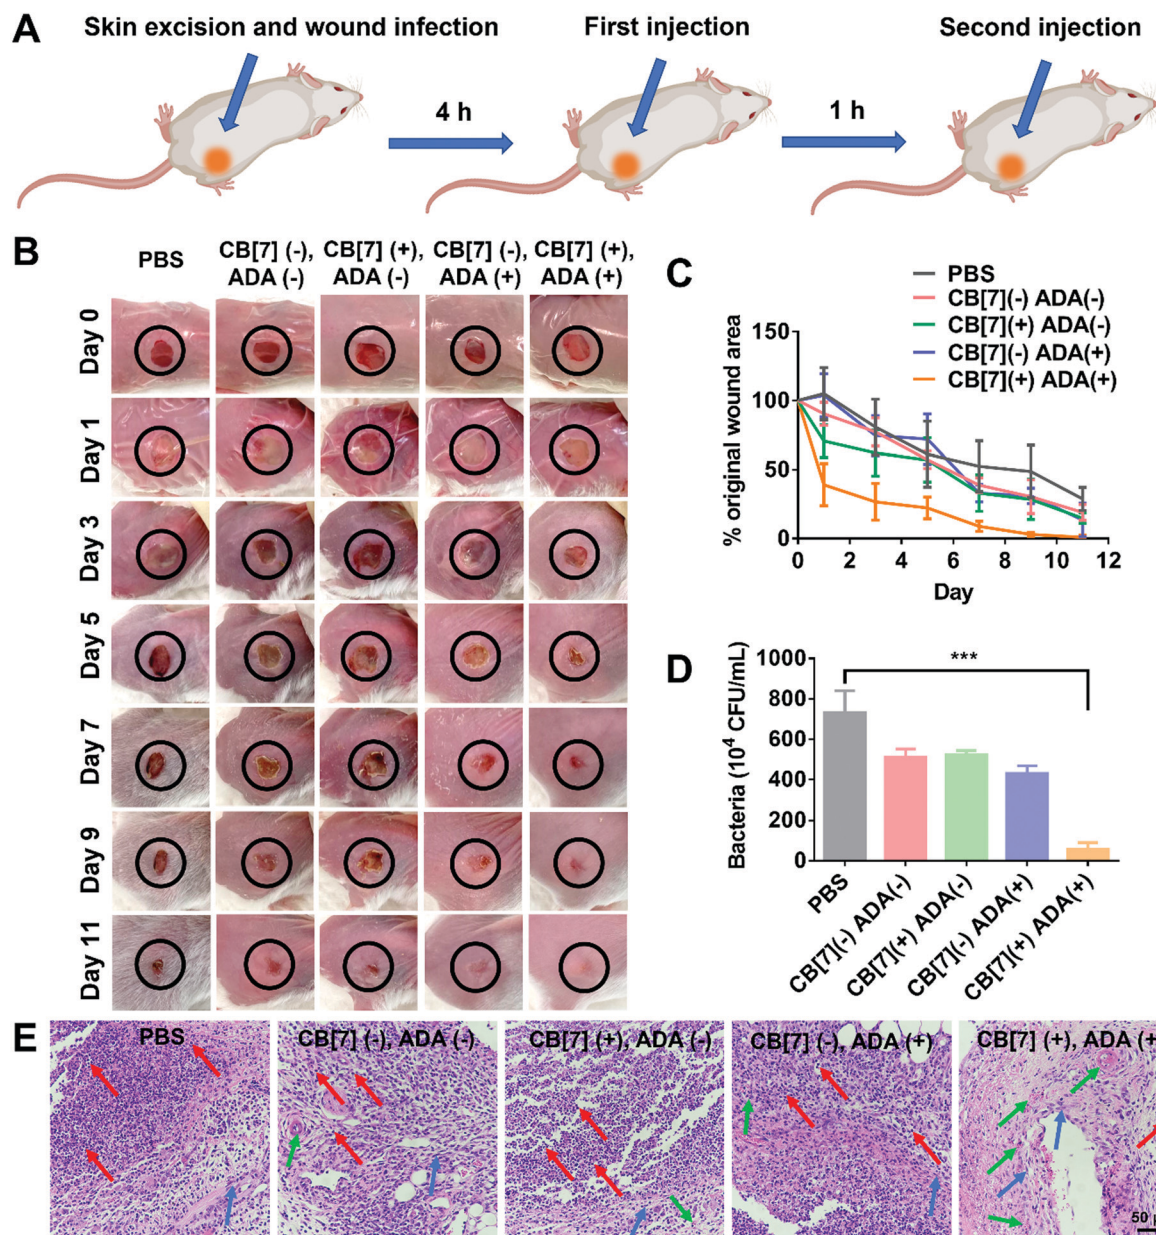 A
Skin excision and wound infection
First injection
Second injection
4 h
1 h
B
PBS
CB[7] (-),
ADA (-)
CB[7] (+),
ADA (-)
CB[7] (-),
ADA (+)
CB[7] (+),
ADA (+)
Day 0
Day 1
Day 3
Day 5
Day 7
Day 9
Day 11
C
PBS
CB[7](-) ADA(-)
CB[7](+) ADA(-)
CB[7](-) ADA(+)
CB[7](+) ADA(+)
% original wound area
150
100
50
0
0 2 4 6 8 10 12
Day
D
Bacteria (10⁴ CFU/mL)
1000
800
600
400
200
0
***
PBS
CB[7](-) ADA(-)
CB[7](+) ADA(-)
CB[7](-) ADA(+)
CB[7](+) ADA(+)
E
PBS
CB[7] (-), ADA (-)
CB[7] (+), ADA (-)
CB[7] (-), ADA (+)
CB[7] (+), ADA (+
50